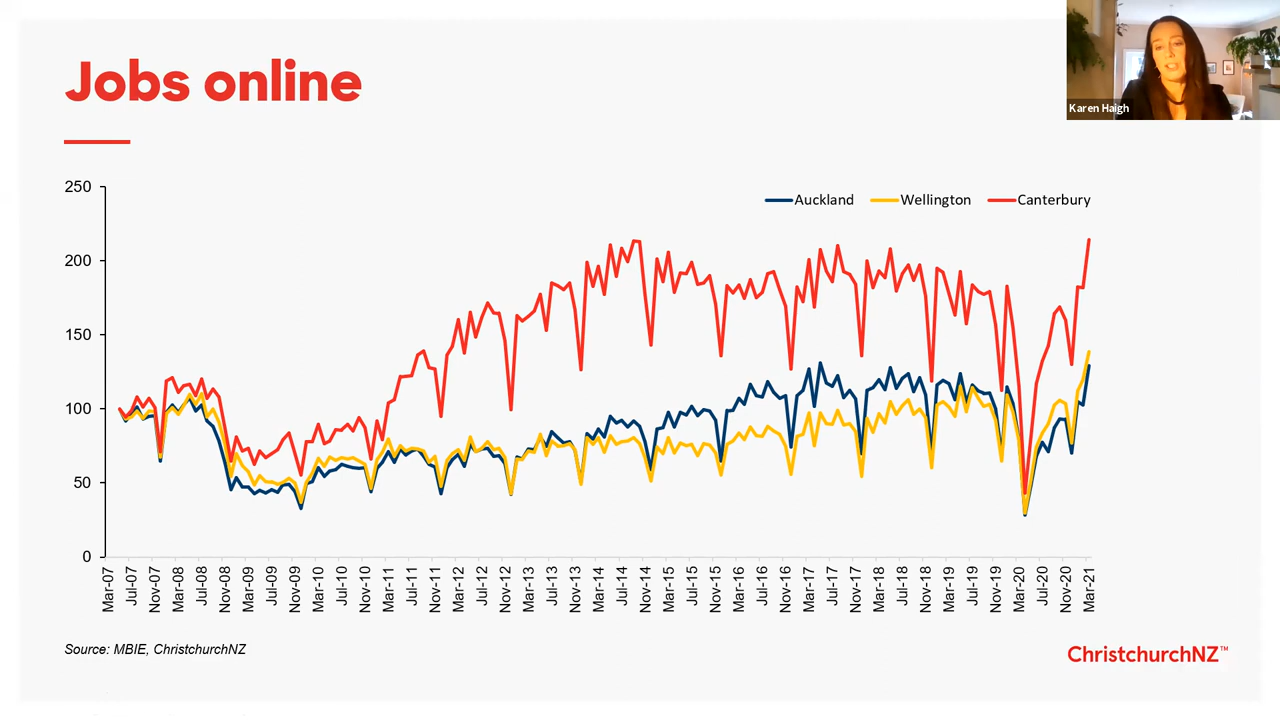 Jobs online
Karen Haigh
250
200
150
100
50
0
Auckland
Wellington
Canterbury
Mar-07
Jul-07
Nov-07
Mar-08
Jul-08
Nov-08
Mar-09
Jul-09
Nov-09
Mar-10
Jul-10
Nov-10
Mar-11
Jul-11
Nov-11
Mar-12
Jul-12
Nov-12
Mar-13
Jul-13
Nov-13
Mar-14
Jul-14
Nov-14
Mar-15
Jul-15
Nov-15
Mar-16
Jul-16
Nov-16
Mar-17
Jul-17
Nov-17
Mar-18
Jul-18
Nov-18
Mar-19
Jul-19
Nov-19
Mar-20
Jul-20
Nov-20
Mar-21
Source: MBIE, ChristchurchNZ
ChristchurchNZ™